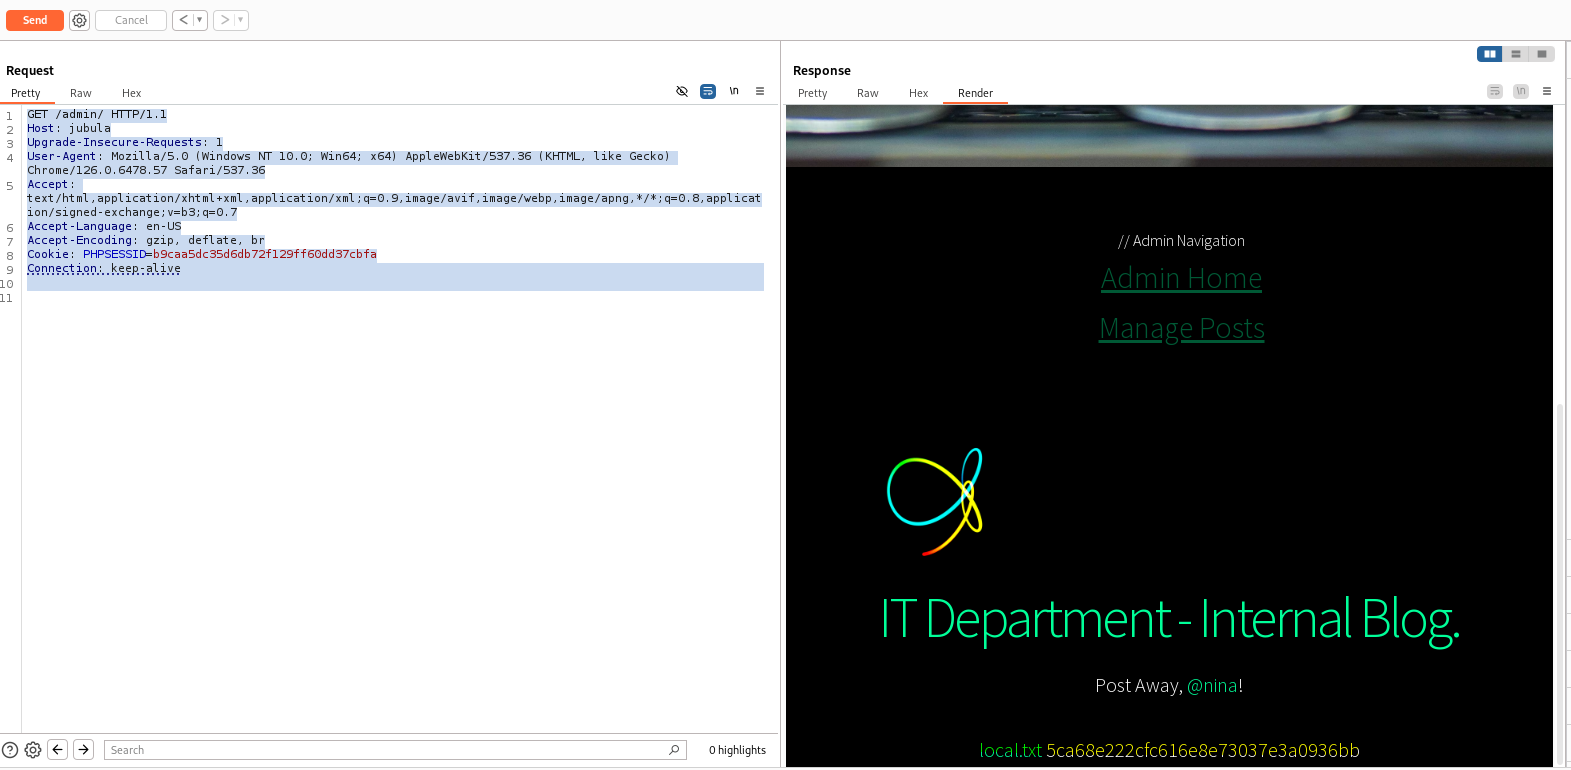 Send
Cancel
< ▼
> ▼
Request
Pretty Raw Hex
\n
1 GET /admin/ HTTP/1.1
2 Host: jubula
3 Upgrade-Insecure-Requests: 1
4 User-Agent: Mozilla/5.0 (Windows NT 10.0; Win64; x64) AppleWebKit/537.36 (KHTML, like Gecko)
Chrome/126.0.6478.57 Safari/537.36
5 Accept:
text/html,application/xhtml+xml,application/xml;q=0.9,image/avif,image/webp,image/apng,*/*;q=0.8,applicat
ion/signed-exchange;v=b3;q=0.7
6 Accept-Language: en-US
7 Accept-Encoding: gzip, deflate, br
8 Cookie: PHPSESSID=b9caa5dc35d6db72f129ff60dd37cbfa
9 Connection: keep-alive
10
11
Search
0 highlights
Response
Pretty Raw Hex Render
\n
// Admin Navigation
Admin Home
Manage Posts
IT Department - Internal Blog.
Post Away, @nina!
local.txt 5ca68e222cfc616e8e73037e3a0936bb